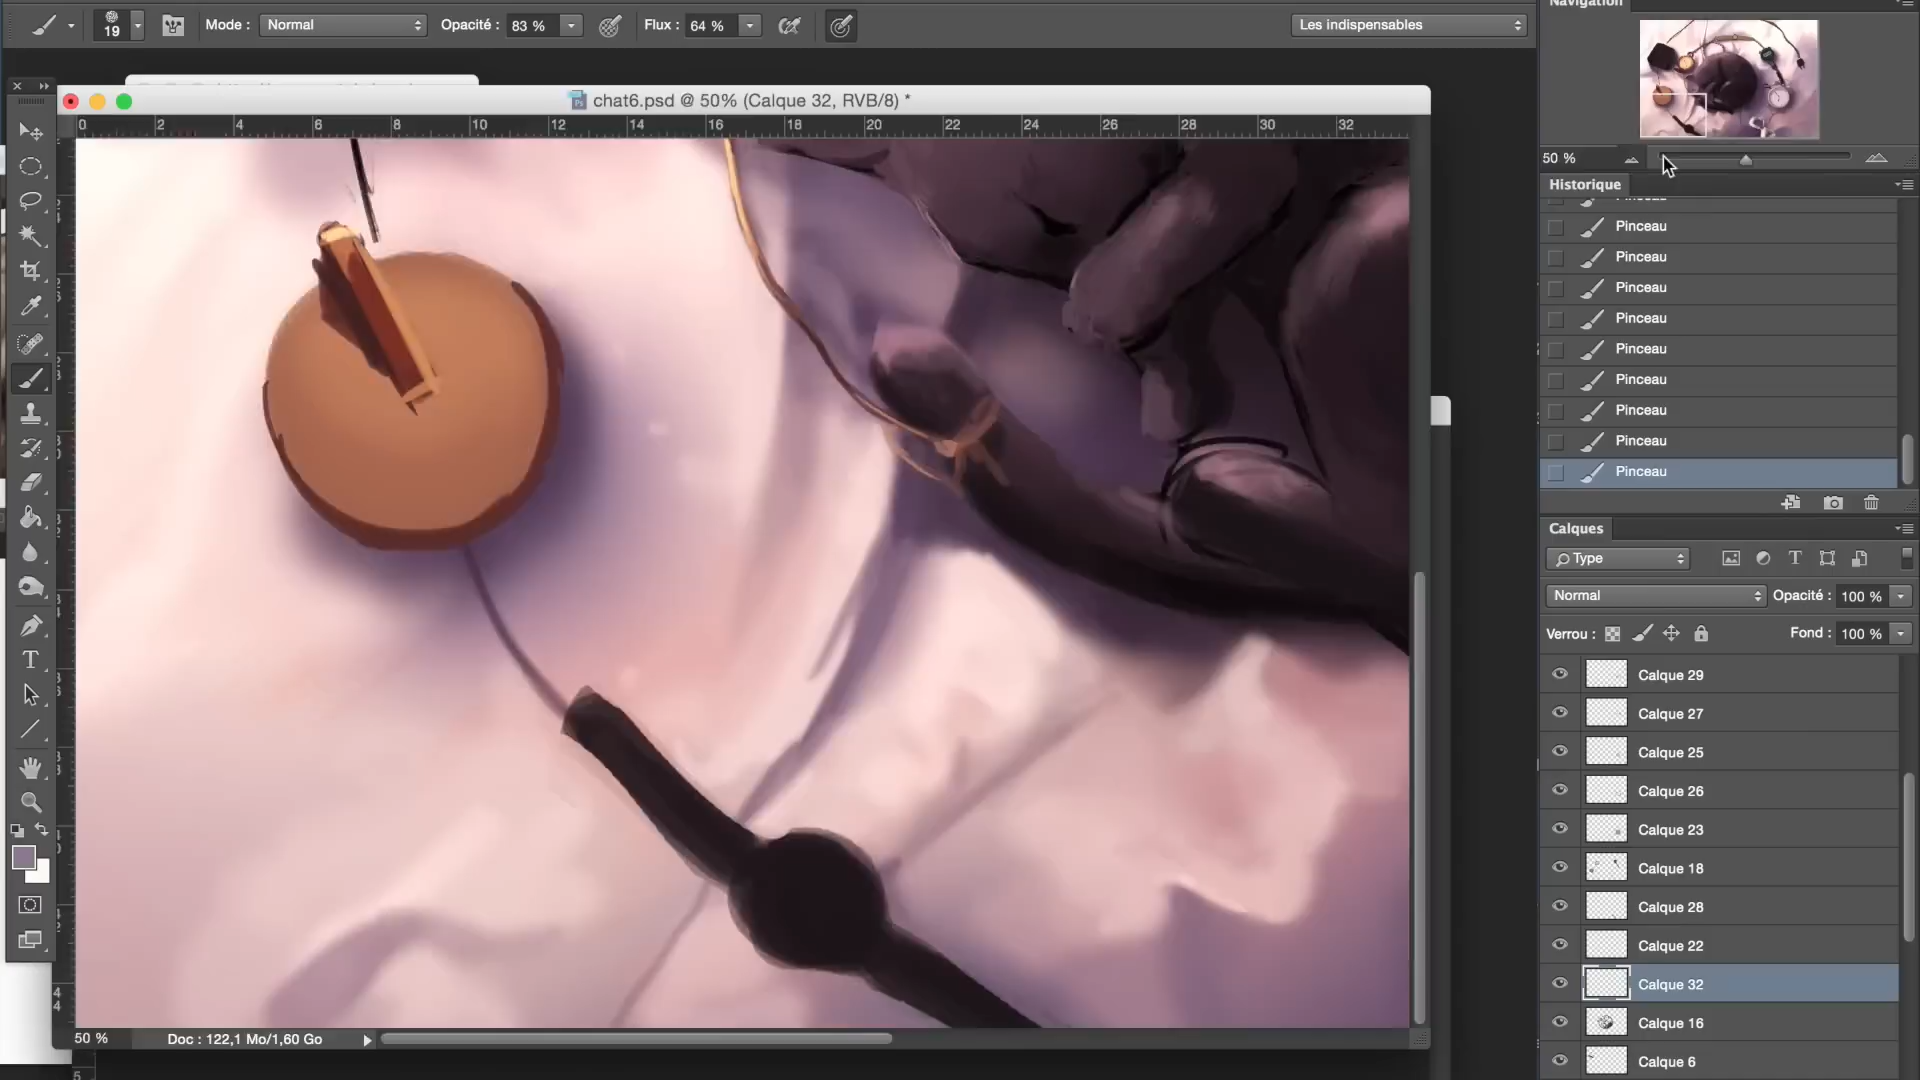 19
Mode :
Normal
Opacité :
83 %
Flux :
64 %
Les indispensables
Navigation
chat6.psd @ 50% (Calque 32, RVB/8) *
0 2 4 6 8 10 12 14 16 18 20 22 24 26 28 30 32
50 %
Historique
Pinceau
Pinceau
Pinceau
Pinceau
Pinceau
Pinceau
Pinceau
Pinceau
Pinceau
Pinceau
Calques
Type
Normal
Opacité :
100 %
Verrou :
Fond :
100 %
Calque 29
Calque 27
Calque 25
Calque 26
Calque 23
Calque 18
Calque 28
Calque 22
Calque 32
Calque 16
Calque 6
T
T
50 %
Doc : 122,1 Mo/1,60 Go
5